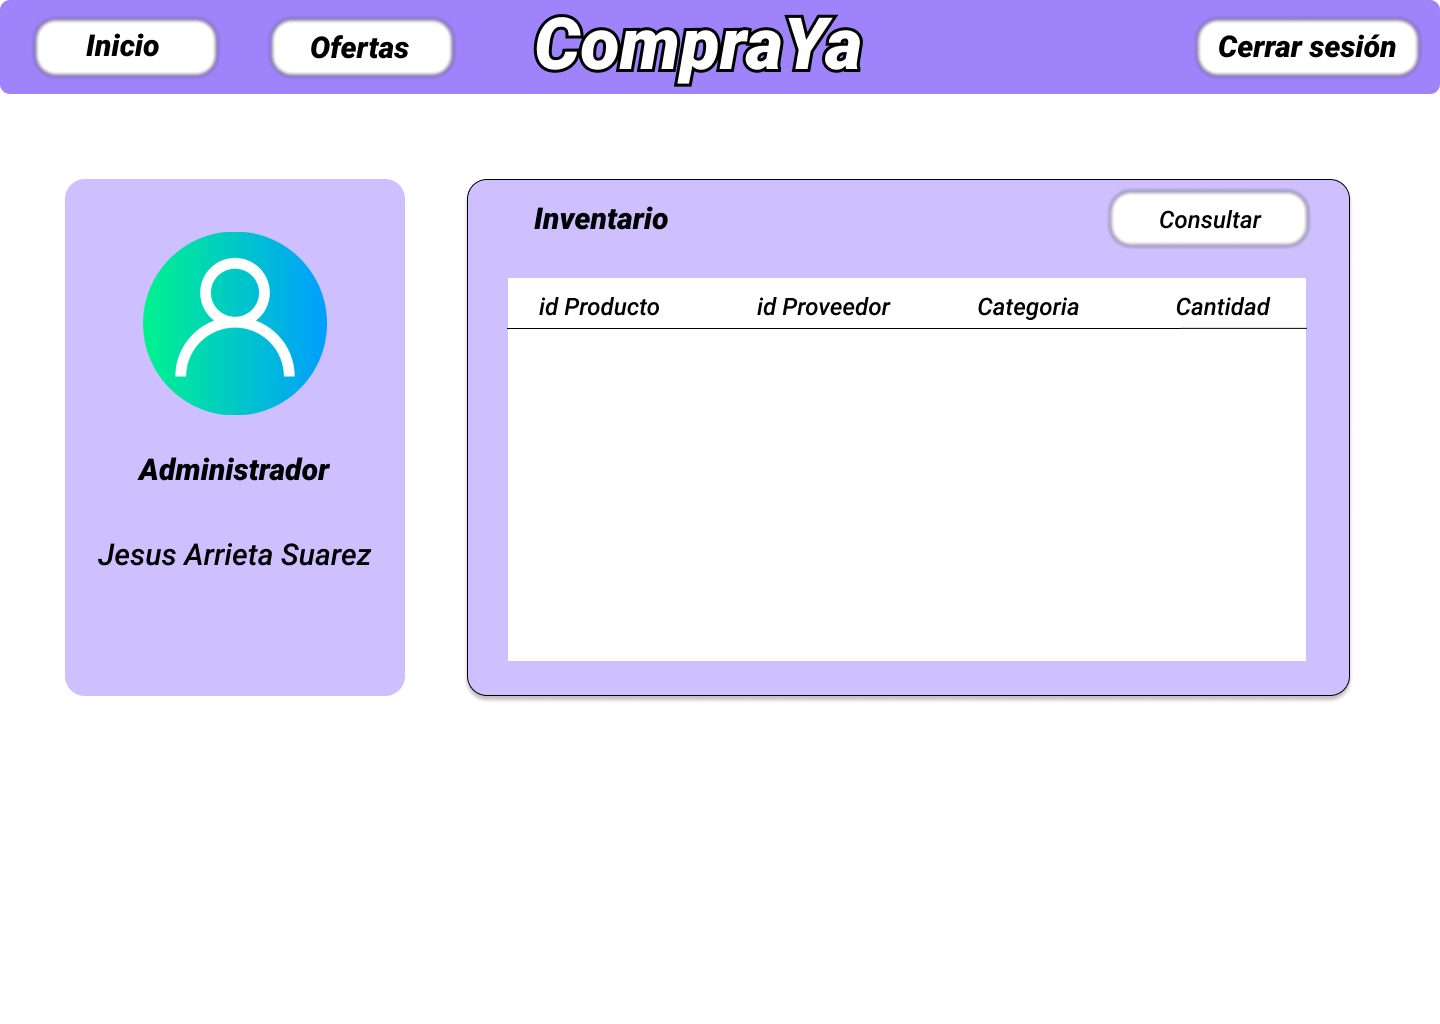 Inicio
Ofertas
CompraYa
Cerrar sesión
Inventario
Consultar
id Producto
id Proveedor
Categoria
Cantidad
Administrador
Jesus Arrieta Suarez